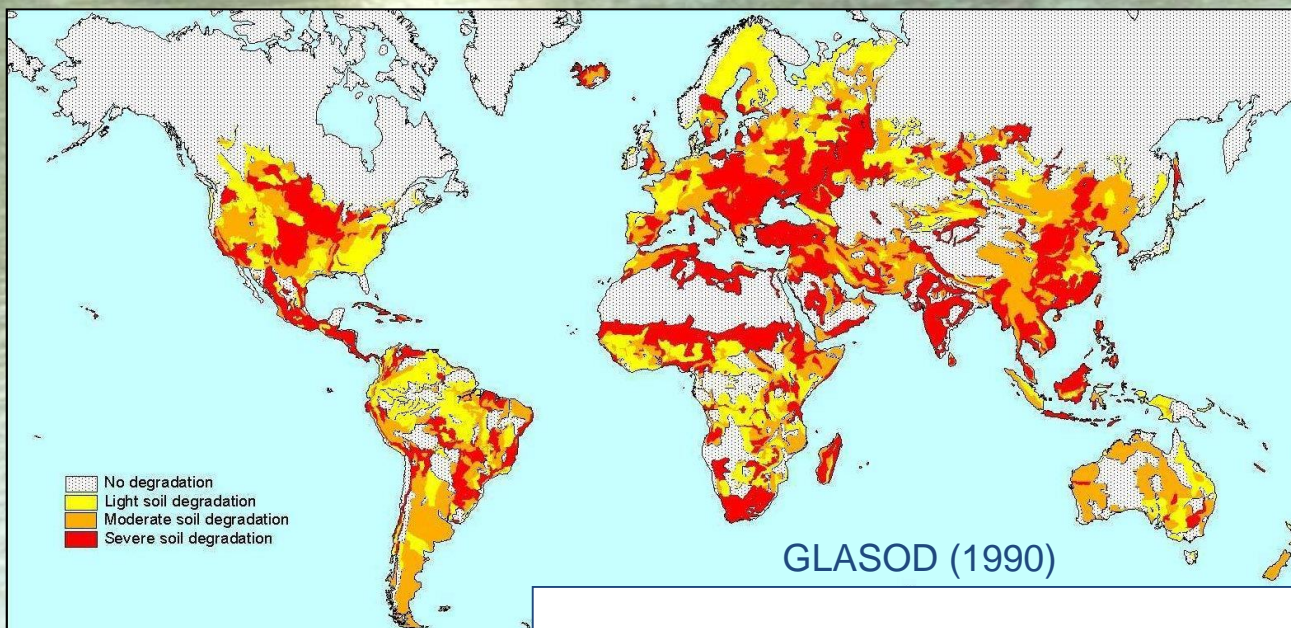 No degradation
Light soil degradation
Moderate soil degradation
Severe soil degradation
GLASOD (1990)